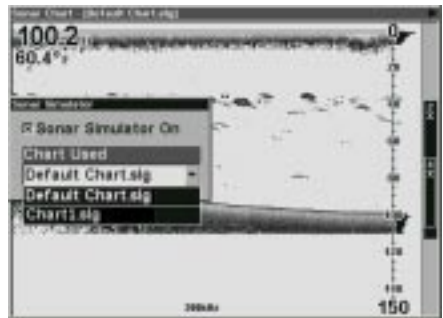 Sonar Chart - [Default Chart.slg]
100.2
60.4°F
0
Sonar Simulator
Sonar Simulator On
Chart Used
Default Chart.slg
Default Chart.slg
Chart1.slg
200kHz
150